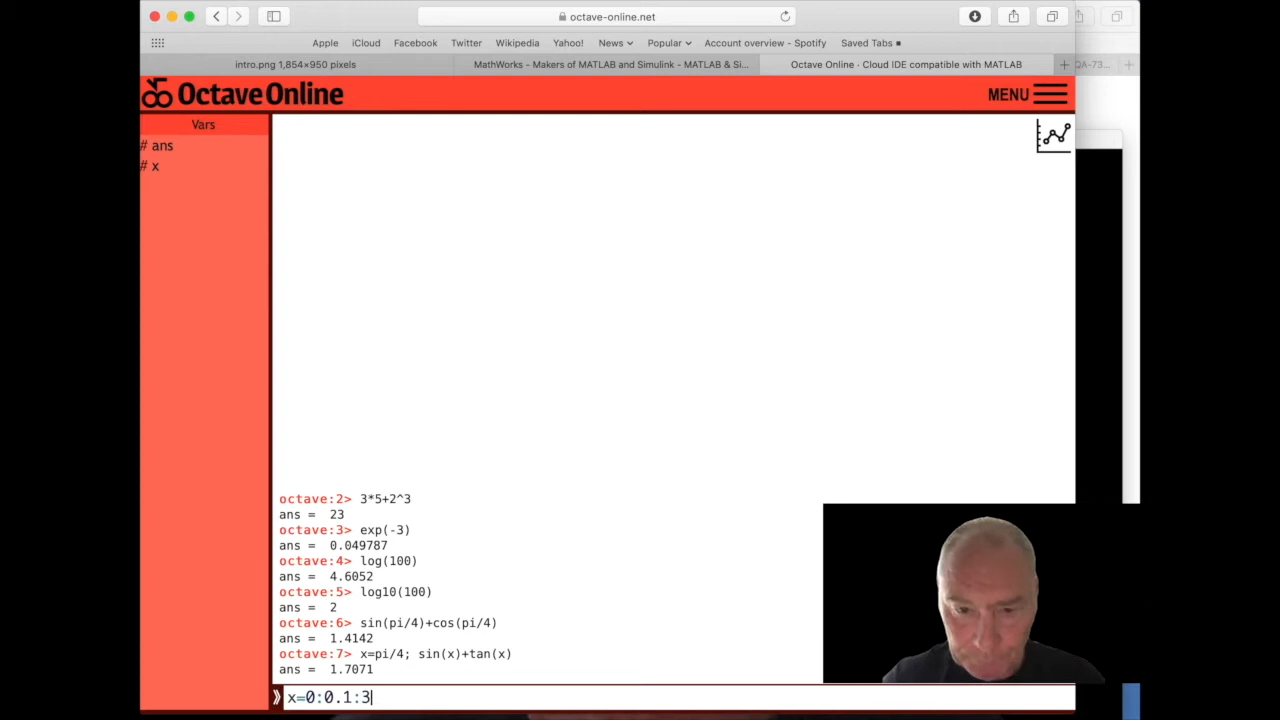 octave-online.net
Apple iCloud Facebook Twitter Wikipedia Yahoo! News Popular Account overview - Spotify Saved Tabs
intro.png 1,854×950 pixels MathWorks - Makers of MATLAB and Simulink - MATLAB & Si... Octave Online · Cloud IDE compatible with MATLAB QA-73...
Octave Online MENU
Vars
# ans
# x
octave:2> 3*5+2^3
ans = 23
octave:3> exp(-3)
ans = 0.049787
octave:4> log(100)
ans = 4.6052
octave:5> log10(100)
ans = 2
octave:6> sin(pi/4)+cos(pi/4)
ans = 1.4142
octave:7> x=pi/4; sin(x)+tan(x)
ans = 1.7071
x=0:0.1:3